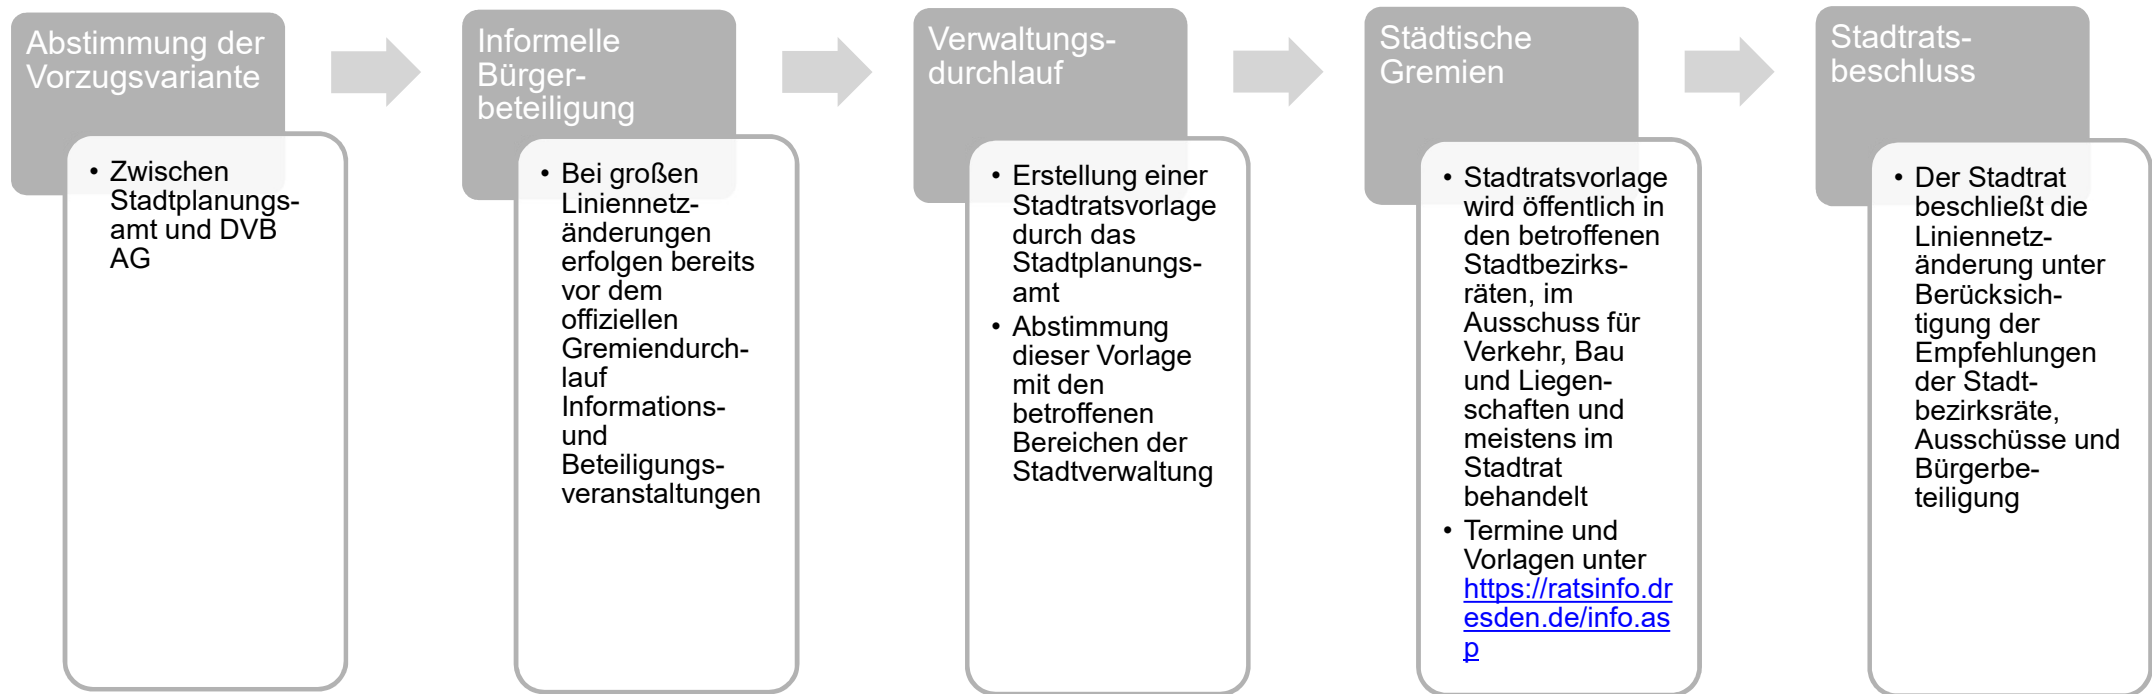 Abstimmung der
Vorzugsvariante
• Zwischen
Stadtplanungs-
amt und DVB
AG
Informelle
Bürger-
beteiligung
• Bei großen
Liniennetz-
änderungen
erfolgen bereits
vor dem
offiziellen
Gremiendurch-
lauf
Informations-
und
Beteiligungs-
veranstaltungen
Verwaltungs-
durchlauf
• Erstellung einer
Stadtratsvorlage
durch das
Stadtplanungs-
amt
• Abstimmung
dieser Vorlage
mit den
betroffenen
Bereichen der
Stadtverwaltung
Städtische
Gremien
• Stadtratsvorlage
wird öffentlich in
den betroffenen
Stadtbezirks-
räten, im
Ausschuss für
Verkehr, Bau
und Liegen-
schaften und
meistens im
Stadtrat
behandelt
• Termine und
Vorlagen unter
https://ratsinfo.dr
esden.de/info.as
p
Stadtrats-
beschluss
• Der Stadtrat
beschließt die
Liniennetz-
änderung unter
Berücksich-
tigung der
Empfehlungen
der Stadt-
bezirksräte,
Ausschüsse und
Bürgerbe-
teiligung